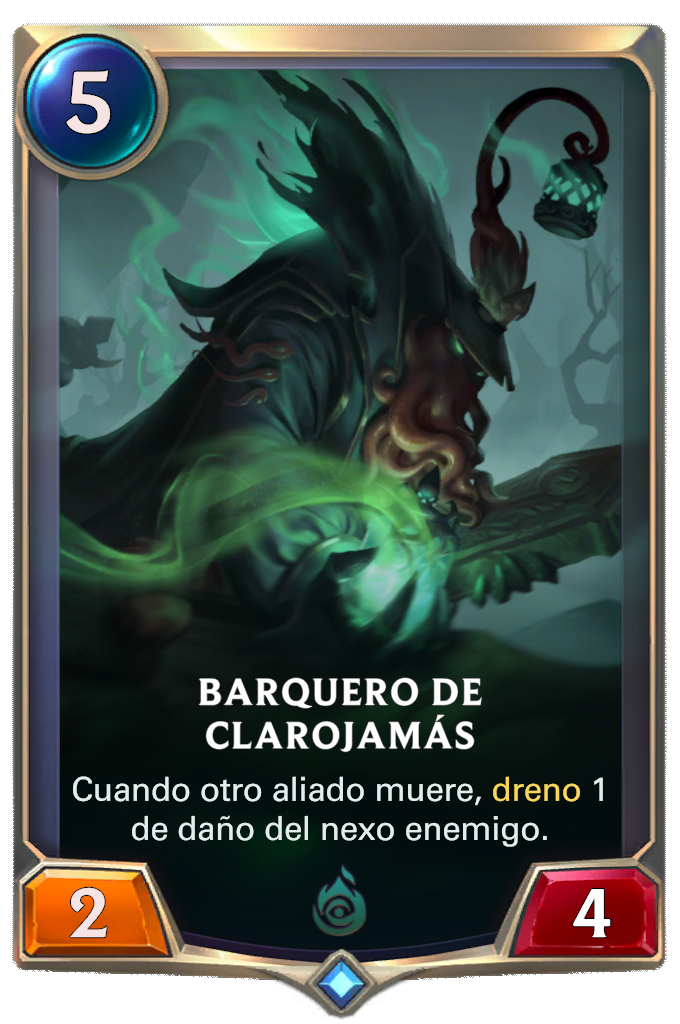 5
BARQUERO DE
CLAROJAMÁS
Cuando otro aliado muere, dreno 1
de daño del nexo enemigo.
2
4